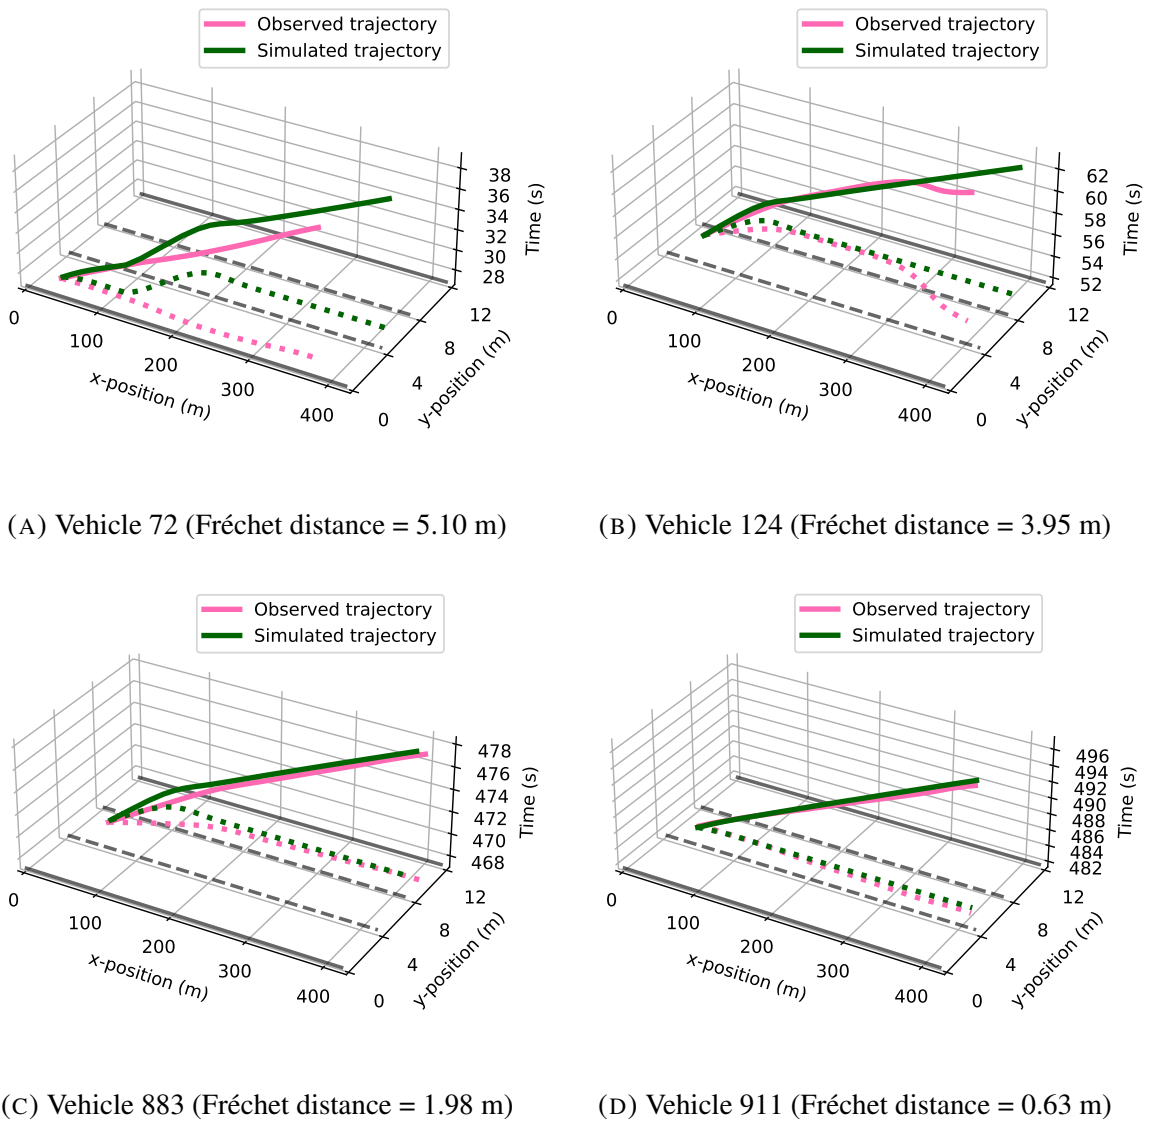 Observed trajectory
Simulated trajectory
38
36
34
32
30
28
Time (s)
0
100
200
300
400
x-position (m)
0
4
8
12
y-position (m)
(A) Vehicle 72 (Fréchet distance = 5.10 m)
Observed trajectory
Simulated trajectory
62
60
58
56
54
52
Time (s)
0
100
200
300
400
x-position (m)
0
4
8
12
y-position (m)
(B) Vehicle 124 (Fréchet distance = 3.95 m)
Observed trajectory
Simulated trajectory
478
476
474
472
470
468
Time (s)
0
100
200
300
400
x-position (m)
0
4
8
12
y-position (m)
(C) Vehicle 883 (Fréchet distance = 1.98 m)
Observed trajectory
Simulated trajectory
496
494
492
490
488
486
484
482
Time (s)
0
100
200
300
400
x-position (m)
0
4
8
12
y-position (m)
(D) Vehicle 911 (Fréchet distance = 0.63 m)